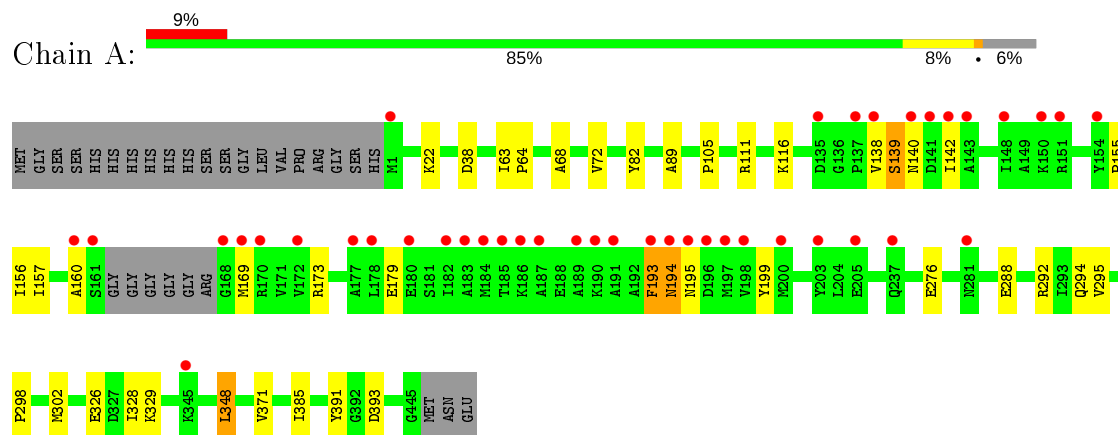 9%
Chain A:
85% 8% • 6%
MET GLY SER SER HIS HIS HIS HIS HIS HIS SER SER GLY LEU VAL PRO ARG GLY SER HIS M1 K22 D38 I63 P64 A68 V72 Y82 A89 P105 R111 K116 D135 G136 P137 V138 S139 N140 D141 I142 A143 I148 A149 K150 R151 Y154
I156 I157 A160 S161 GLY GLY GLY GLY GLY ARG G168 M169 R170 V171 V172 R173 A177 L178 E179 E180 S181 I182 A183 M184 T185 K186 A187 E188 A189 K190 A191 A192 F193 N194 N195 D196 M197 V198 Y199 M200 Y203 L204 E205 Q237 E276 N281 E288 R292 I293 Q294 V295
P298 M302 E326 D327 I328 K329 K345 L348 V371 I385 Y391 G392 D393 G445 MET ASN GLU